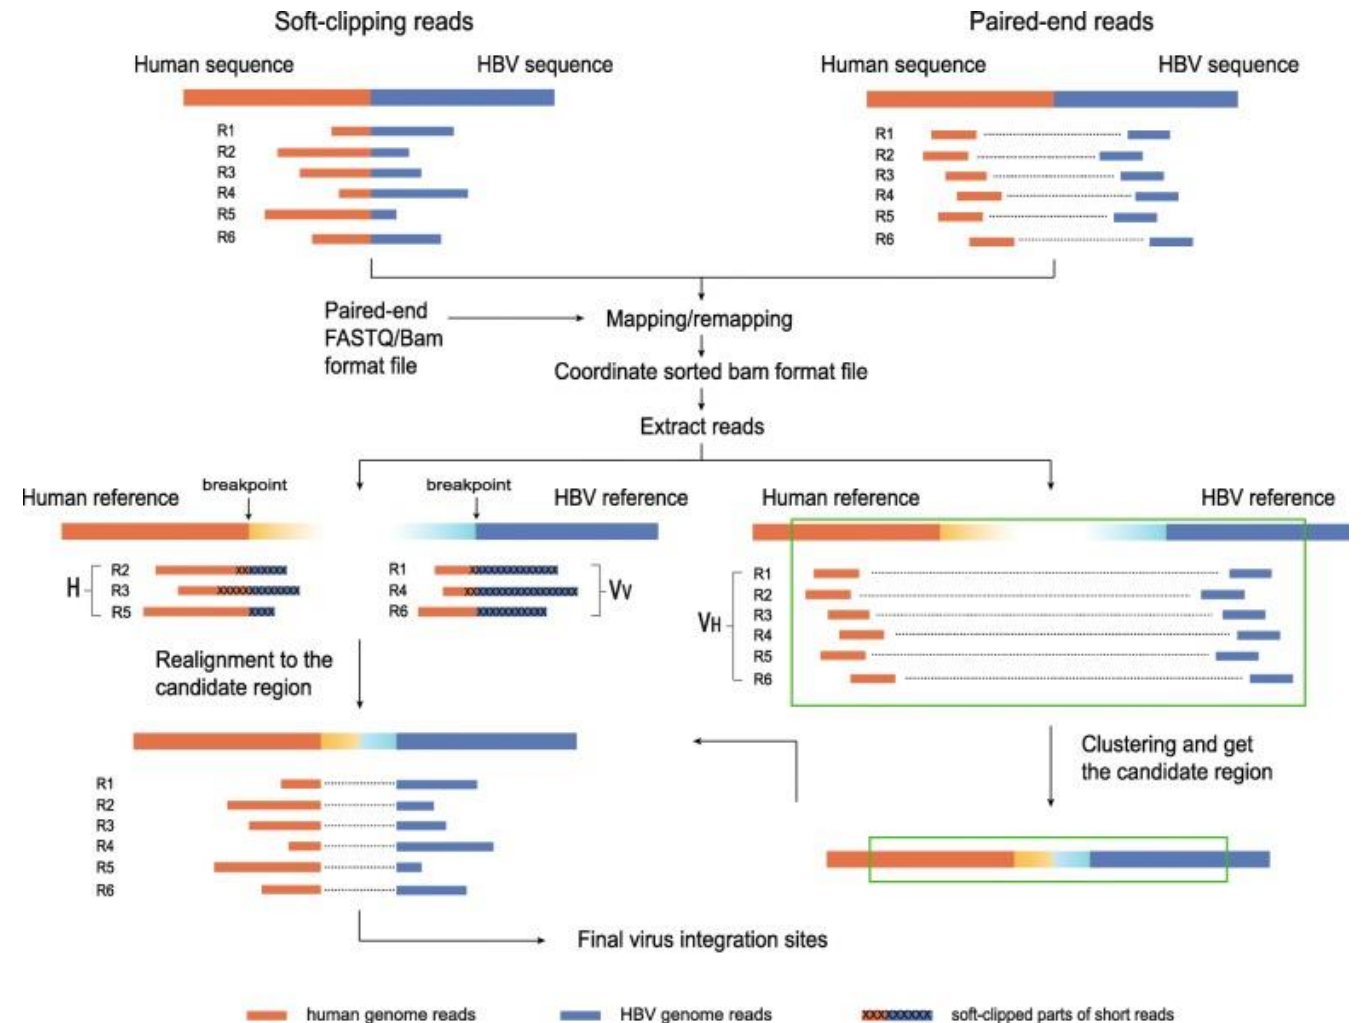 Soft-clipping reads
Paired-end reads
Human sequence
HBV sequence
Human sequence
HBV sequence
R1
R2
R3
R4
R5
R6
R1
R2
R3
R4
R5
R6
Paired-end
FASTQ/Bam
format file
Mapping/remapping
Coordinate sorted bam format file
Extract reads
Human reference
breakpoint
breakpoint
HBV reference
Human reference
HBV reference
H
R2
R3
R5
R1
R4
R6
Vv
VH
R1
R2
R3
R4
R5
R6
Realignment to the
candidate region
Clustering and get
the candidate region
R1
R2
R3
R4
R5
R6
Final virus integration sites
human genome reads
HBV genome reads
soft-clipped parts of short reads